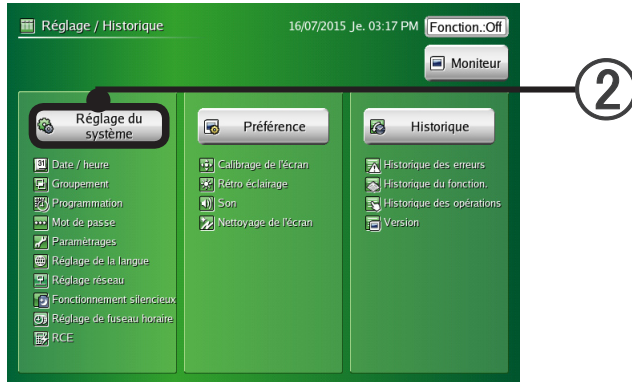 Réglage / Historique
16/07/2015 Je. 03:17 PM
Fonction.:Off
Moniteur
2
Réglage du
système
Date / heure
Groupement
Programmation
Mot de passe
Paramétrages
Réglage de la langue
Réglage réseau
Fonctionnement silencieux
Réglage de fuseau horaire
RCE
Préférence
Calibrage de l'écran
Rétro éclairage
Son
Nettoyage de l'écran
Historique
Historique des erreurs
Historique du fonction.
Historique des opérations
Version